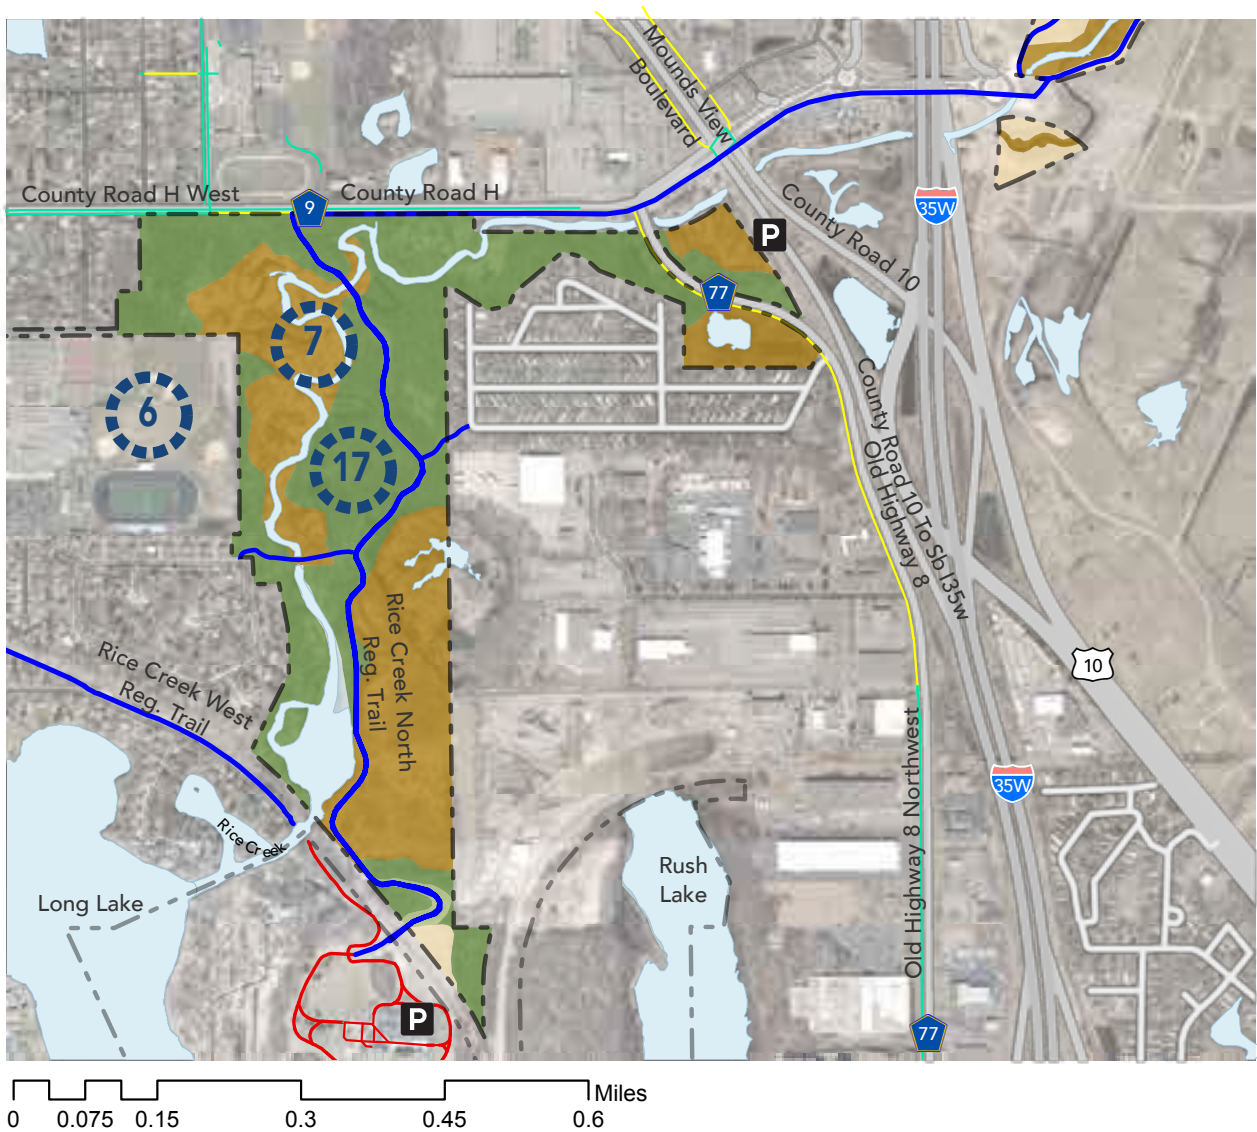 Mounds View
Boulevard
County Road H West
County Road H
9
35W
P
County Road 10
77
7
6
17
County Road 10 To Sb I35w
Old Highway 8
Rice Creek North
Reg. Trail
Rice Creek West
Reg. Trail
10
Old Highway 8 Northwest
35W
Rice Creek
Rush
Lake
Long Lake
P
77
Miles
0 0.075 0.15 0.3 0.45 0.6